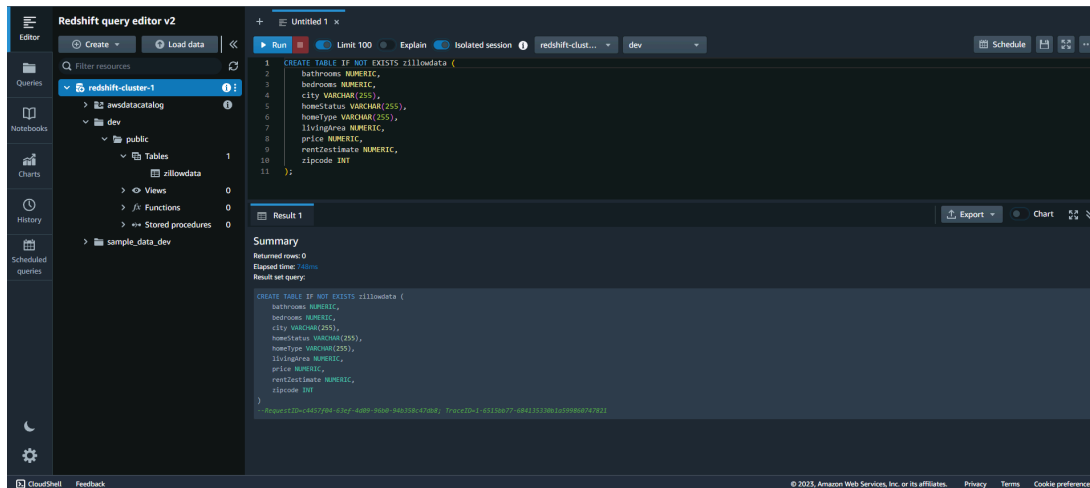 Redshift query editor v2
Editor
Queries
Notebooks
Charts
History
Scheduled
queries
Create
Load data
Filter resources
redshift-cluster-1
awsdatacatalog
dev
public
Tables 1
zillowdata
Views 0
fx Functions 0
Stored procedures 0
sample_data_dev
+ Untitled 1 ×
Run Limit 100 Explain Isolated session redshift-clust... dev Schedule
1 CREATE TABLE IF NOT EXISTS zillowdata (
2 bathrooms NUMERIC,
3 bedrooms NUMERIC,
4 city VARCHAR(255),
5 homeStatus VARCHAR(255),
6 homeType VARCHAR(255),
7 livingArea NUMERIC,
8 price NUMERIC,
9 rentZestimate NUMERIC,
10 zipcode INT
11 );
Result 1 Export Chart
Summary
Returned rows: 0
Elapsed time: 748ms
Result set query:
CREATE TABLE IF NOT EXISTS zillowdata (
bathrooms NUMERIC,
bedrooms NUMERIC,
city VARCHAR(255),
homeStatus VARCHAR(255),
homeType VARCHAR(255),
livingArea NUMERIC,
price NUMERIC,
rentZestimate NUMERIC,
zipcode INT
)
CloudShell Feedback © 2023, Amazon Web Services, Inc. or its affiliates. Privacy Terms Cookie preference